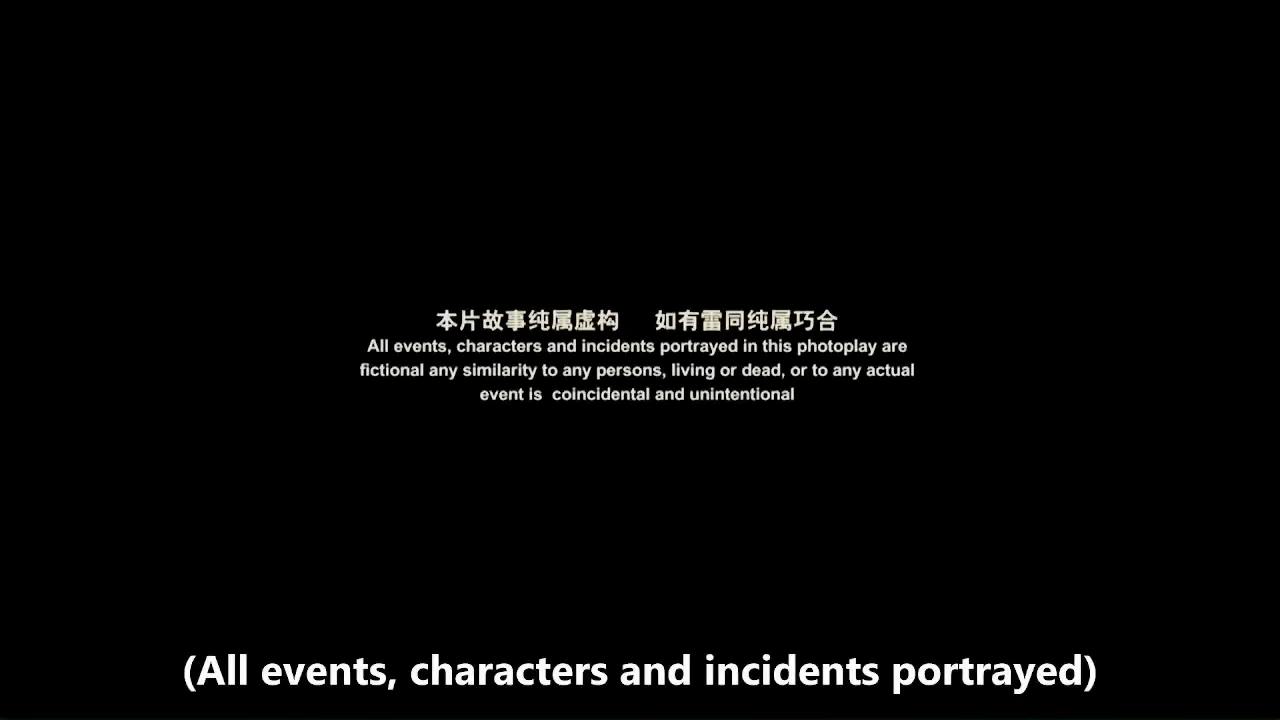 本片故事纯属虚构 如有雷同纯属巧合
All events, characters and incidents portrayed in this photoplay are
fictional any similarity to any persons, living or dead, or to any actual
event is coincidental and unintentional
(All events, characters and incidents portrayed)